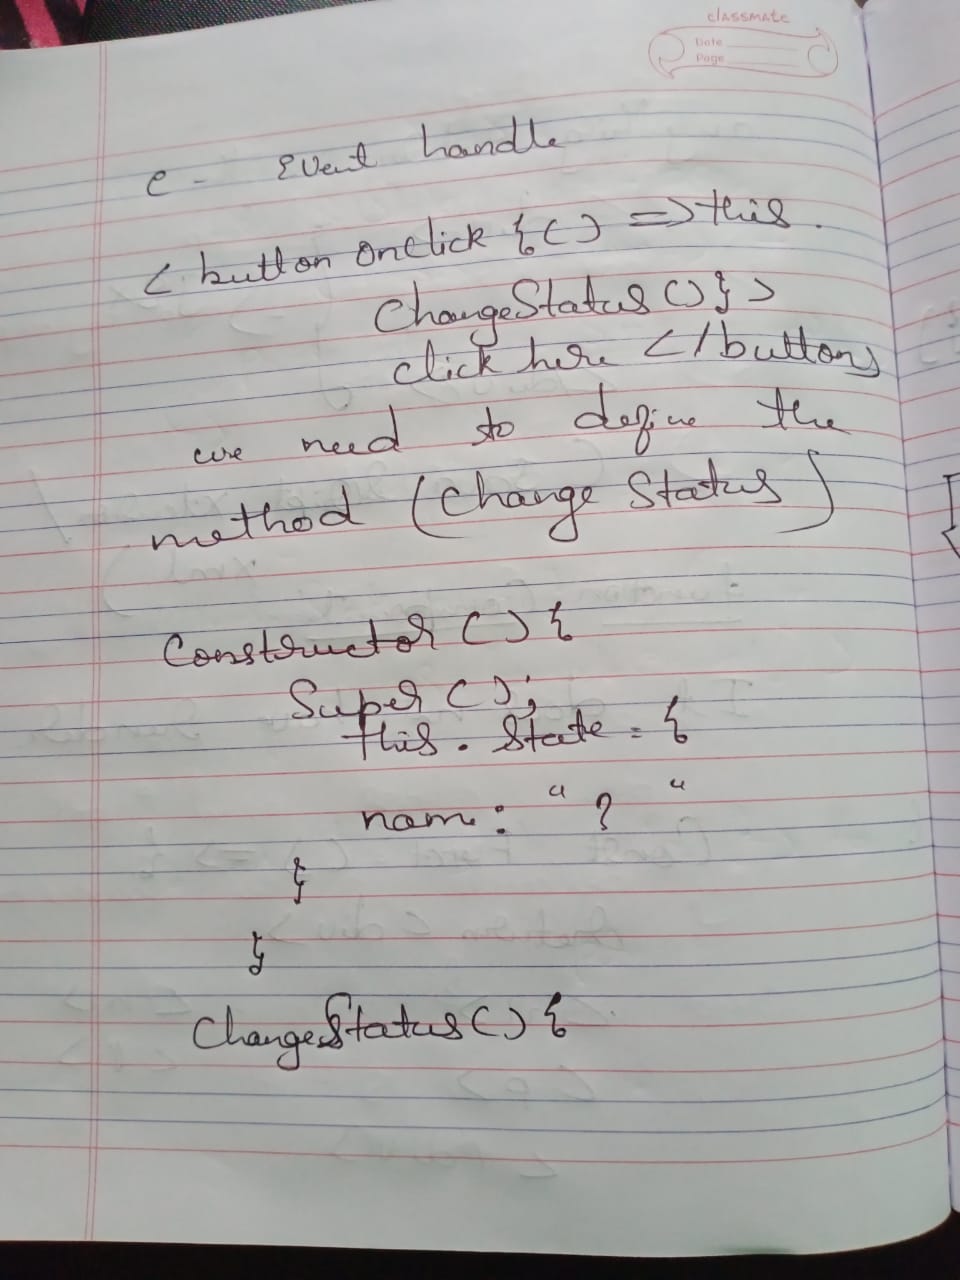 classmate
Date
Page
e - Event handle
< button onclick {() => this.
changeStatus()}>
click here </button>
we need to define the
method (Change Status)
Constructor () {
Super ();
this. State = {
name: " ? "
}
}
ChangeStatus() {